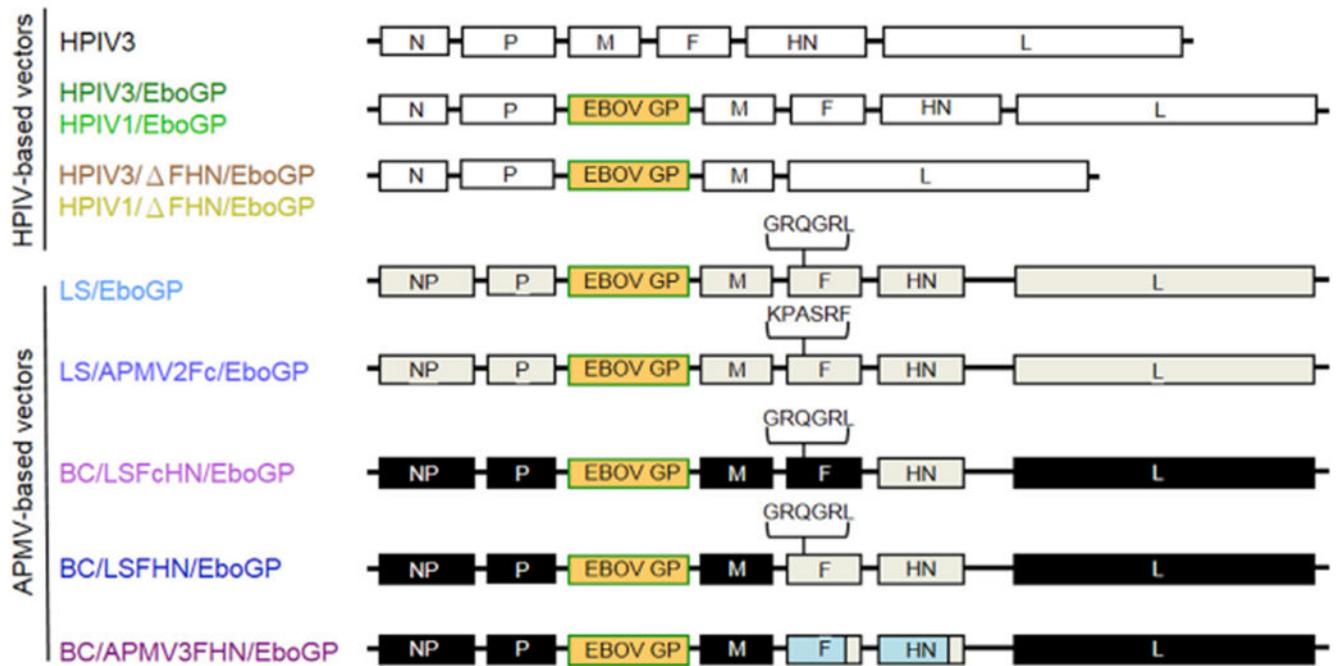 HPIV-based vectors
HPIV3
N P M F HN L
HPIV3/EboGP
HPIV1/EboGP
N P EBOV GP M F HN L
HPIV3/ΔFHN/EboGP
HPIV1/ΔFHN/EboGP
N P EBOV GP M L
APMV-based vectors
GRQGRL
LS/EboGP
NP P EBOV GP M F HN L
KPASRF
LS/APMV2Fc/EboGP
NP P EBOV GP M F HN L
GRQGRL
BC/LSFcHN/EboGP
NP P EBOV GP M F HN L
GRQGRL
BC/LSFHN/EboGP
NP P EBOV GP M F HN L
BC/APMV3FHN/EboGP
NP P EBOV GP M F HN L